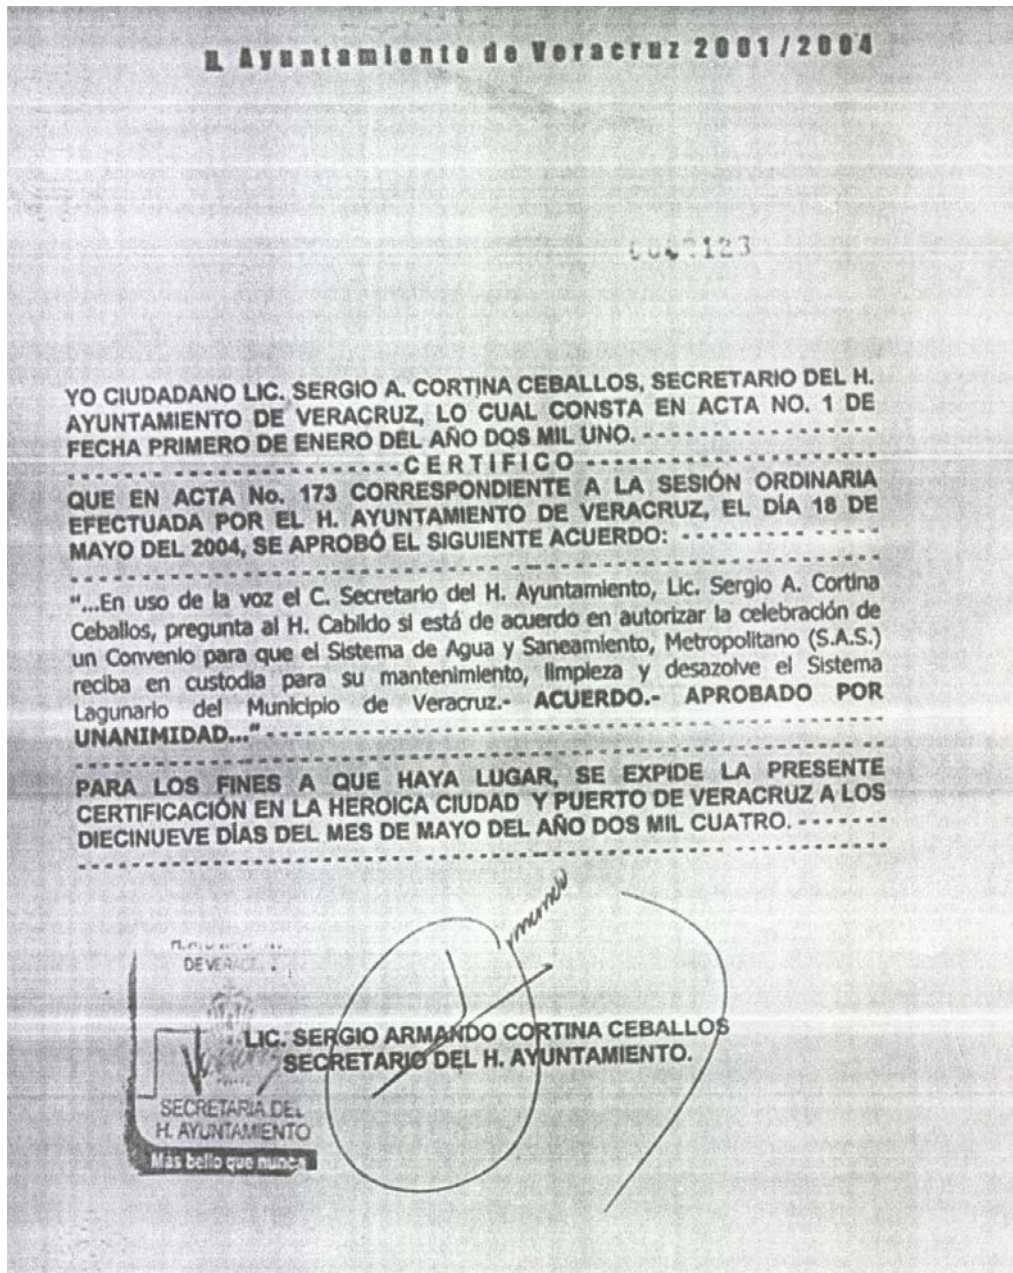 H. Ayuntamiento de Veracruz 2001/2004
YO CIUDADANO LIC. SERGIO A. CORTINA CEBALLOS, SECRETARIO DEL H.
AYUNTAMIENTO DE VERACRUZ, LO CUAL CONSTA EN ACTA NO. 1 DE
FECHA PRIMERO DE ENERO DEL AÑO DOS MIL UNO. - - - - - - - - - - - - - - - - -
- - - - - - - - - - - - - - - - - - - - - - - CERTIFICO - - - - - - - - - - - - - - - - - - - - -
QUE EN ACTA No. 173 CORRESPONDIENTE A LA SESIÓN ORDINARIA
EFECTUADA POR EL H. AYUNTAMIENTO DE VERACRUZ, EL DÍA 18 DE
MAYO DEL 2004, SE APROBÓ EL SIGUIENTE ACUERDO: - - - - - - - - - - - - - -
"...En uso de la voz el C. Secretario del H. Ayuntamiento, Lic. Sergio A. Cortina
Ceballos, pregunta al H. Cabildo si está de acuerdo en autorizar la celebración de
un Convenio para que el Sistema de Agua y Saneamiento, Metropolitano (S.A.S.)
reciba en custodia para su mantenimiento, limpieza y desazolve el Sistema
Lagunario del Municipio de Veracruz.- ACUERDO.- APROBADO POR
UNANIMIDAD..." - - - - - - - - - - - - - - - - - - - - - - - - - - - - - - - - - - - - - - - - -
PARA LOS FINES A QUE HAYA LUGAR, SE EXPIDE LA PRESENTE
CERTIFICACIÓN EN LA HEROICA CIUDAD Y PUERTO DE VERACRUZ A LOS
DIECINUEVE DÍAS DEL MES DE MAYO DEL AÑO DOS MIL CUATRO. - - - - - - -
LIC. SERGIO ARMANDO CORTINA CEBALLOS
SECRETARIO DEL H. AYUNTAMIENTO.
SECRETARIA DEL
H. AYUNTAMIENTO
Más bello que nunca